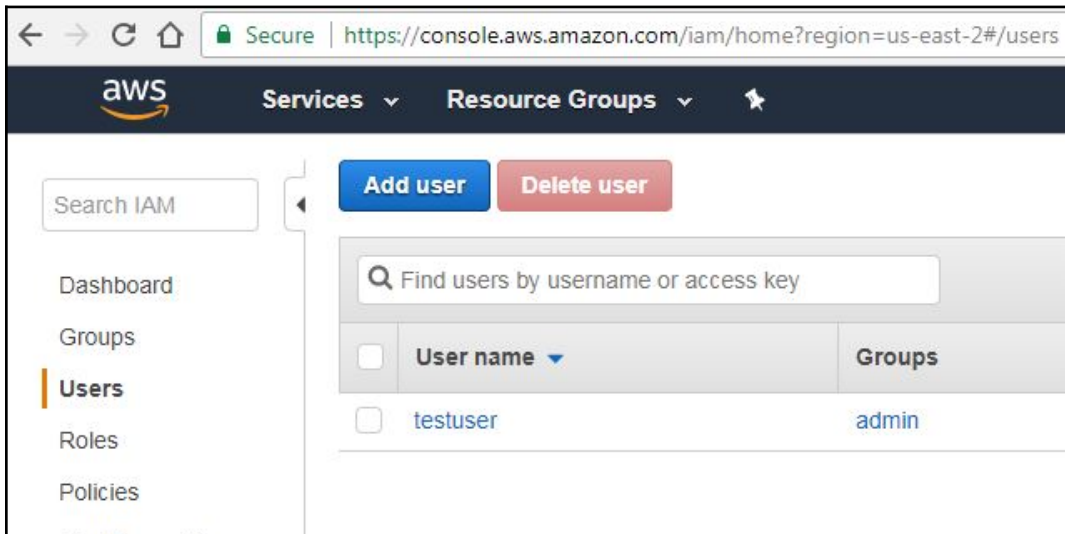 Secure | https://console.aws.amazon.com/iam/home?region=us-east-2#/users
aws Services Resource Groups
Add user Delete user
Search IAM
Find users by username or access key
Dashboard
Groups
User name Groups
Users
testuser admin
Roles
Policies